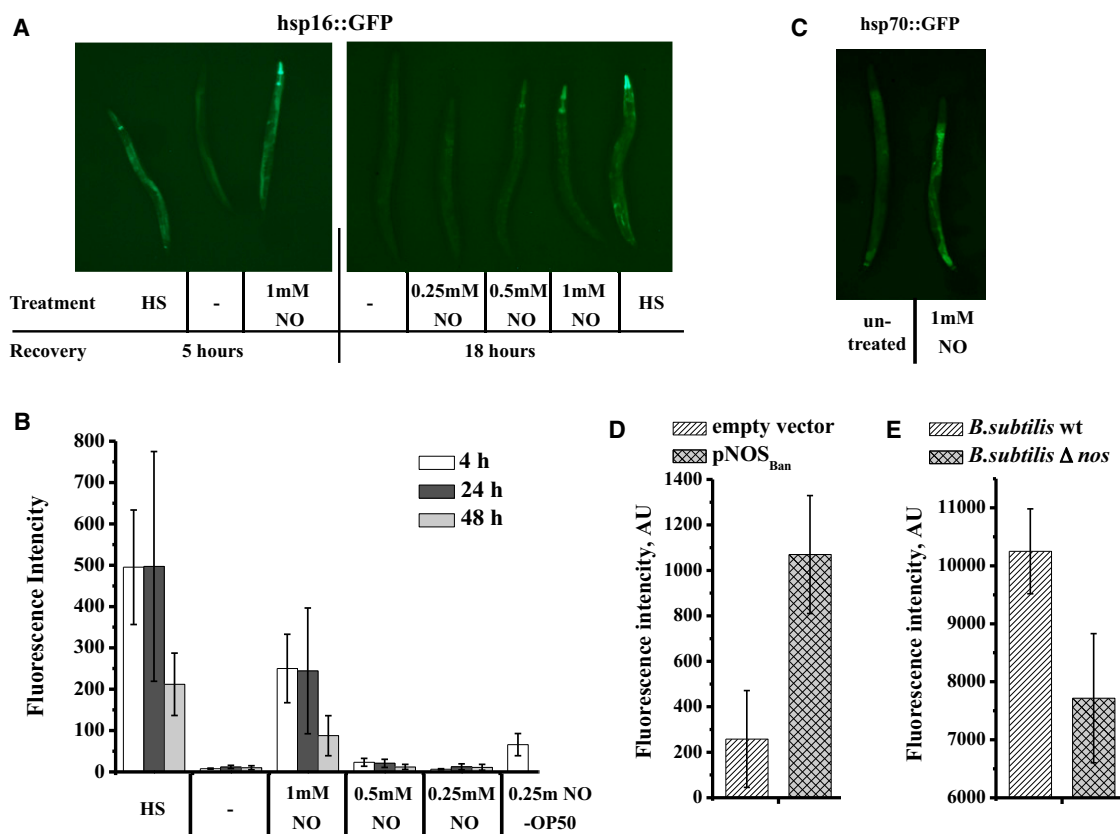 A
hsp16::GFP
Treatment HS - 1mM NO - 0.25mM NO 0.5mM NO 1mM NO HS
Recovery 5 hours 18 hours
C
hsp70::GFP
un-treated 1mM NO
B
Fluorescence Intencity
800
700
600
500
400
300
200
100
0
4 h
24 h
48 h
HS - 1mM NO 0.5mM NO 0.25mM NO 0.25m NO -OP50
D
empty vector
pNOSBan
Fluorescence intencity, AU
1400
1200
1000
800
600
400
200
0
E
B.subtilis wt
B.subtilis Δ nos
Fluorescence intencity, AU
11000
10000
9000
8000
7000
6000